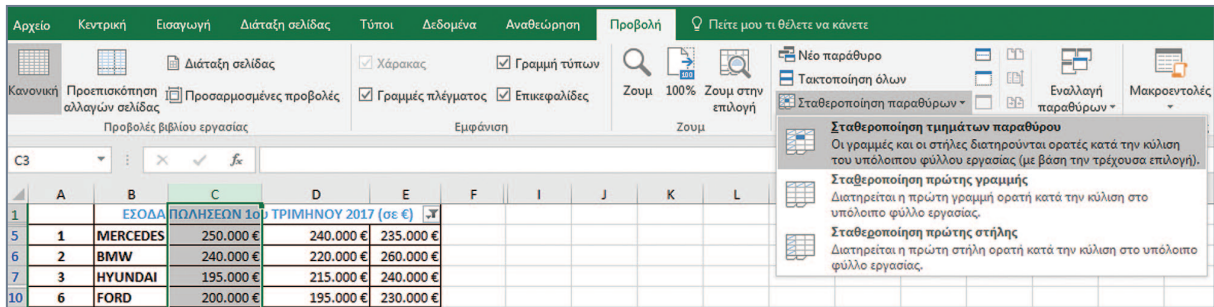 Αρχείο Κεντρική Εισαγωγή Διάταξη σελίδας Τύποι Δεδομένα Αναθεώρηση Προβολή Πείτε μου τι θέλετε να κάνετε
Κανονική
Προεπισκόπηση
αλλαγών σελίδας
Διάταξη σελίδας
Προσαρμοσμένες προβολές
Προβολές βιβλίου εργασίας
Χάρακας
Γραμμή τύπων
Γραμμές πλέγματος
Επικεφαλίδες
Εμφάνιση
Ζουμ
100
100%
Ζουμ στην
επιλογή
Ζουμ
Νέο παράθυρο
Τακτοποίηση όλων
Σταθεροποίηση παραθύρων
Εναλλαγή
παραθύρων
Μακροεντολές
Σταθεροποίηση τμημάτων παραθύρου
Οι γραμμές και οι στήλες διατηρούνται ορατές κατά την κύλιση
του υπόλοιπου φύλλου εργασίας (με βάση την τρέχουσα επιλογή).
Σταθεροποίηση πρώτης γραμμής
Διατηρείται η πρώτη γραμμή ορατή κατά την κύλιση στο
υπόλοιπο φύλλο εργασίας.
Σταθεροποίηση πρώτης στήλης
Διατηρείται η πρώτη στήλη ορατή κατά την κύλιση στο υπόλοιπο
φύλλο εργασίας.
C3 fx
A B C D E F I J K L
1 ΕΣΟΔΑ ΠΩΛΗΣΕΩΝ 1ου ΤΡΙΜΗΝΟΥ 2017 (σε €)
5 1 MERCEDES 250.000 € 240.000 € 235.000 €
6 2 BMW 240.000 € 220.000 € 260.000 €
7 3 HYUNDAI 195.000 € 215.000 € 240.000 €
10 6 FORD 200.000 € 195.000 € 230.000 €